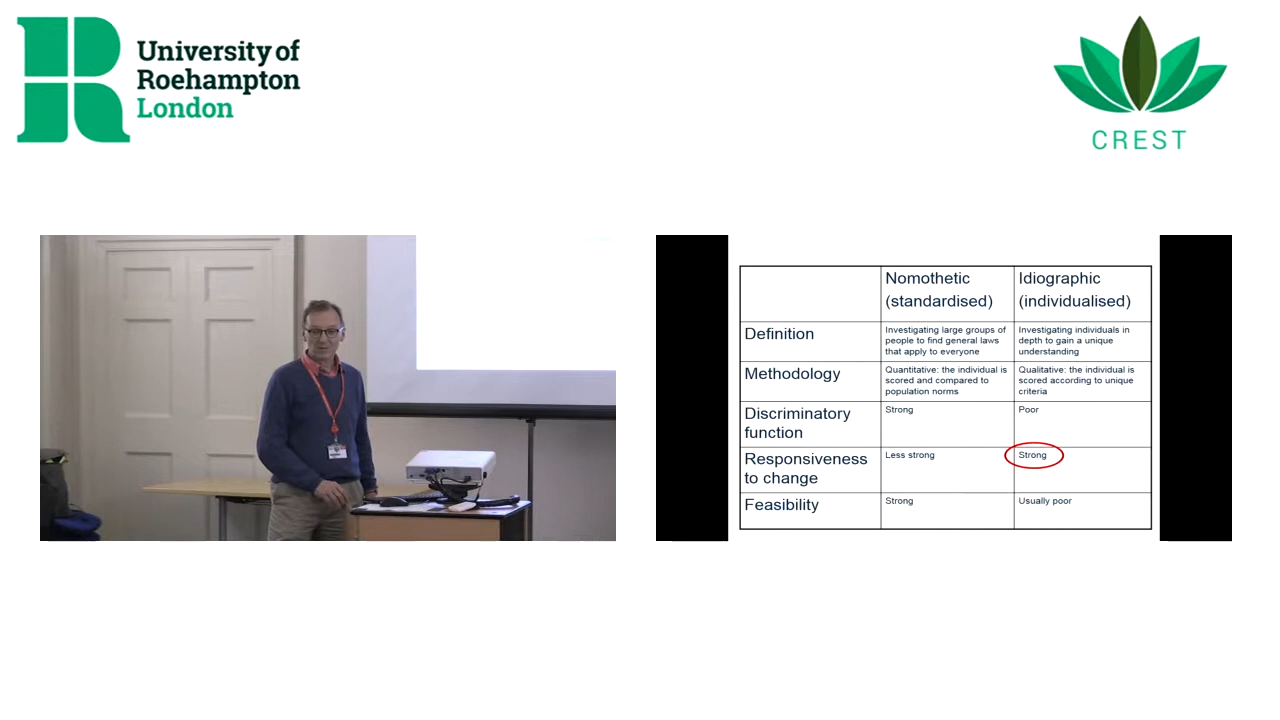 University of
Roehampton
London
CREST
Nomothetic
(standardised)
Idiographic
(individualised)
Definition
Investigating large groups of
people to find general laws
that apply to everyone
Investigating individuals in
depth to gain a unique
understanding
Methodology
Quantitative: the individual is
scored and compared to
population norms
Qualitative: the individual is
scored according to unique
criteria
Discriminatory
function
Strong
Poor
Responsiveness
to change
Less strong
Strong
Feasibility
Strong
Usually poor